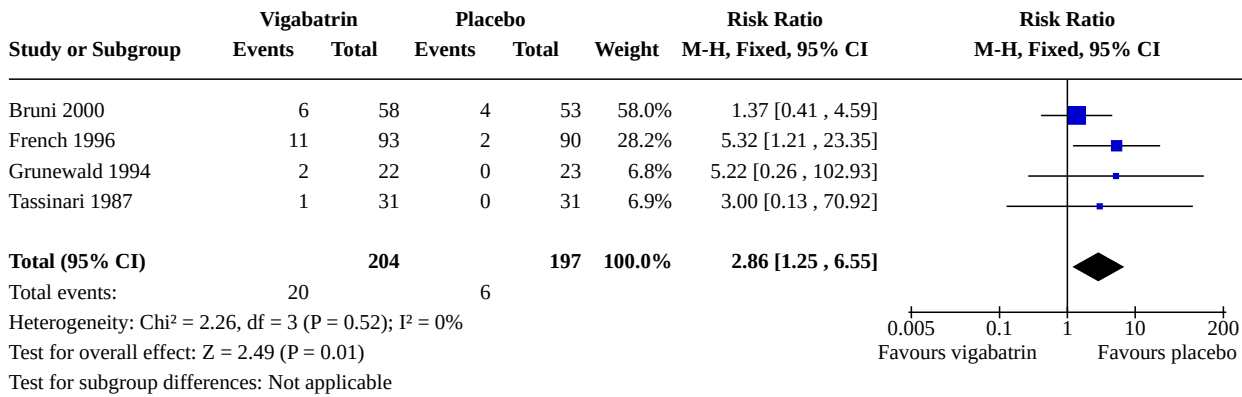 Vigabatrin Placebo Risk Ratio Risk Ratio
Study or Subgroup Events Total Events Total Weight M-H, Fixed, 95% CI M-H, Fixed, 95% CI
Bruni 2000 6 58 4 53 58.0% 1.37 [0.41 , 4.59]
French 1996 11 93 2 90 28.2% 5.32 [1.21 , 23.35]
Grunewald 1994 2 22 0 23 6.8% 5.22 [0.26 , 102.93]
Tassinari 1987 1 31 0 31 6.9% 3.00 [0.13 , 70.92]
Total (95% CI) 204 197 100.0% 2.86 [1.25 , 6.55]
Total events: 20 6
Heterogeneity: Chi² = 2.26, df = 3 (P = 0.52); I² = 0%
Test for overall effect: Z = 2.49 (P = 0.01)
Test for subgroup differences: Not applicable
0.005 0.1 1 10 200
Favours vigabatrin Favours placebo